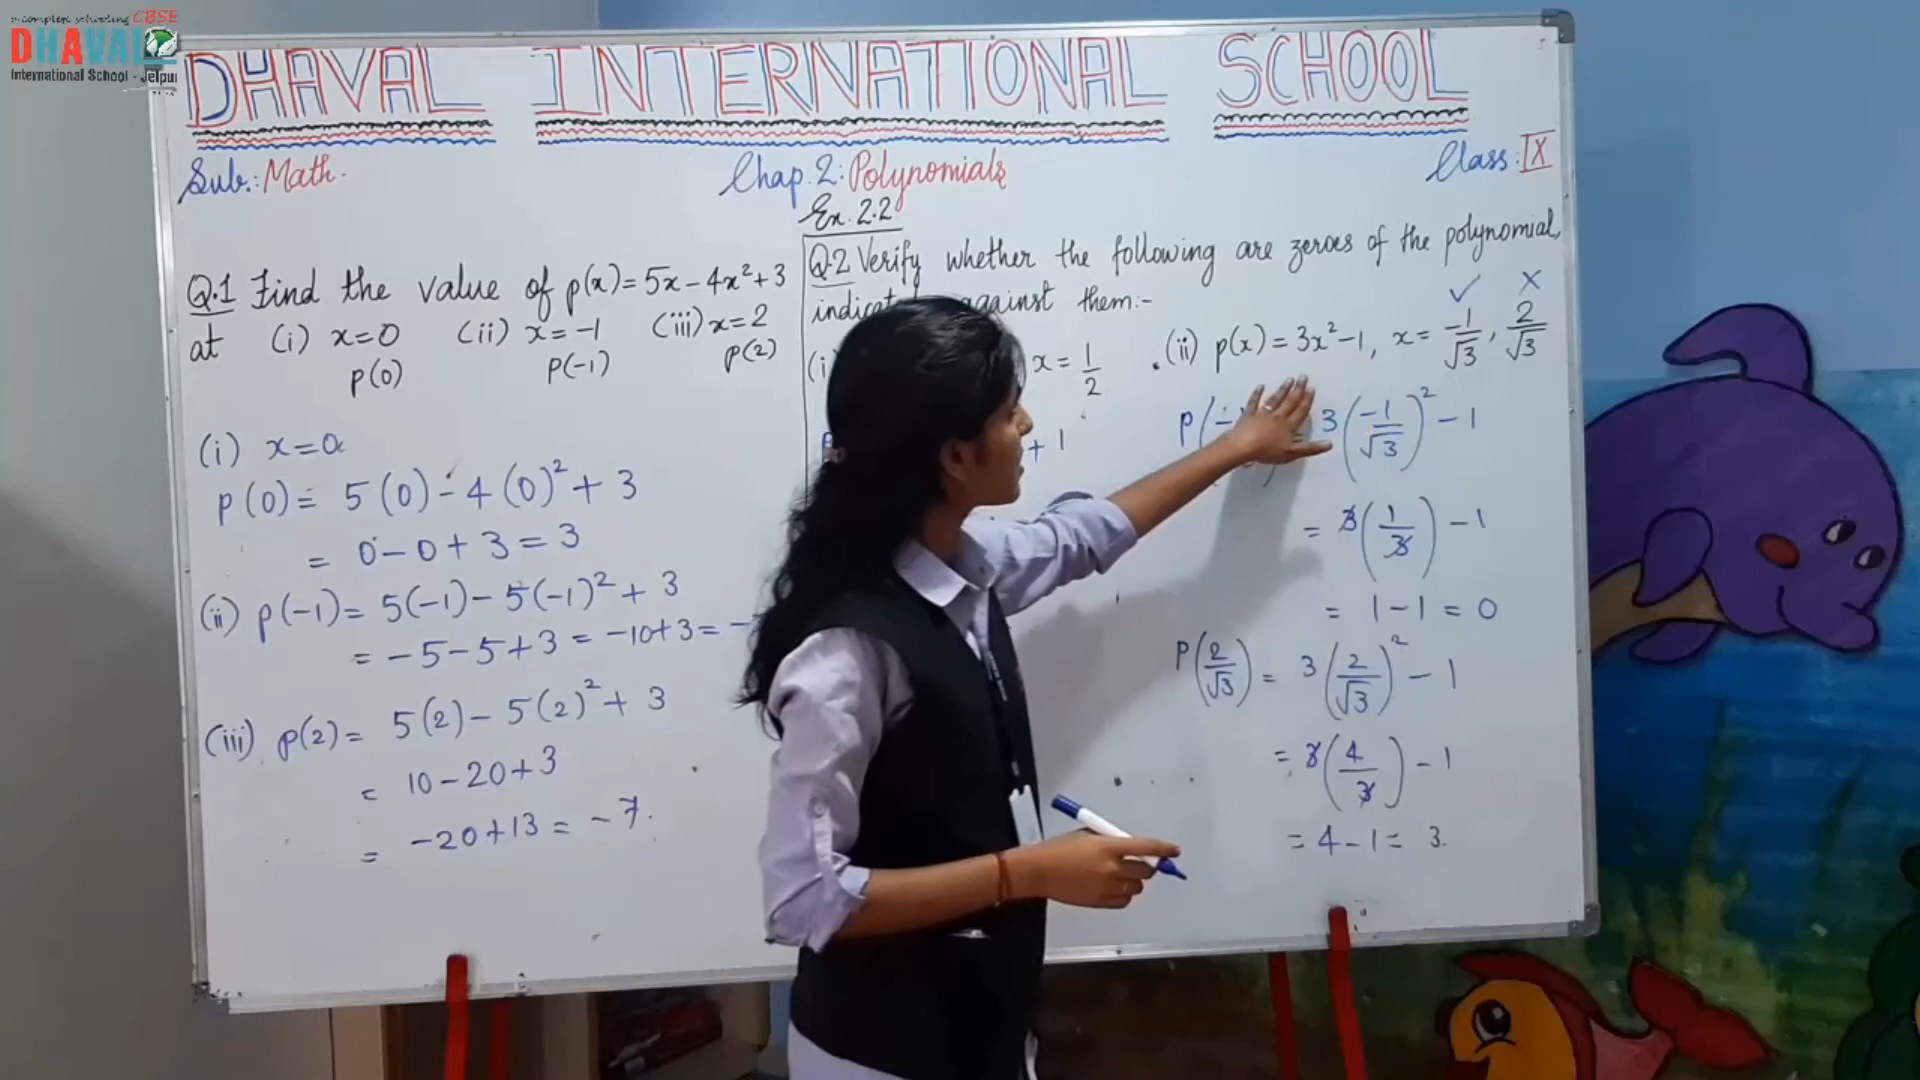 a complex schooling CBSE
DHAVAL
International School - Jetpur
DHAVAL INTERNATIONAL SCHOOL
Sub.: Math.
Chap. 2: Polynomials
Class: IX
Ex. 2.2
Q.1 Find the value of p(x) = 5x - 4x² + 3
at (i) x=0 (ii) x=-1 (iii) x=2
p(0) p(-1) p(2)
(i) x=0
p(0) = 5(0) - 4(0)² + 3
= 0 - 0 + 3 = 3
(ii) p(-1) = 5(-1) - 5(-1)² + 3
= -5 - 5 + 3 = -10 + 3 = -
(iii) p(2) = 5(2) - 5(2)² + 3
= 10 - 20 + 3
= -20 + 13 = -7.
Q.2 Verify whether the following are zeroes of the polynomial,
against them:-
x = 1/2
+ 1
✓ ×
(ii) p(x) = 3x² - 1, x = -1/√3, 2/√3
3(-1/√3)² - 1
= 3(1/3) - 1
= 1 - 1 = 0
P(2/√3) = 3(2/√3)² - 1
= 3(4/3) - 1
= 4 - 1 = 3.